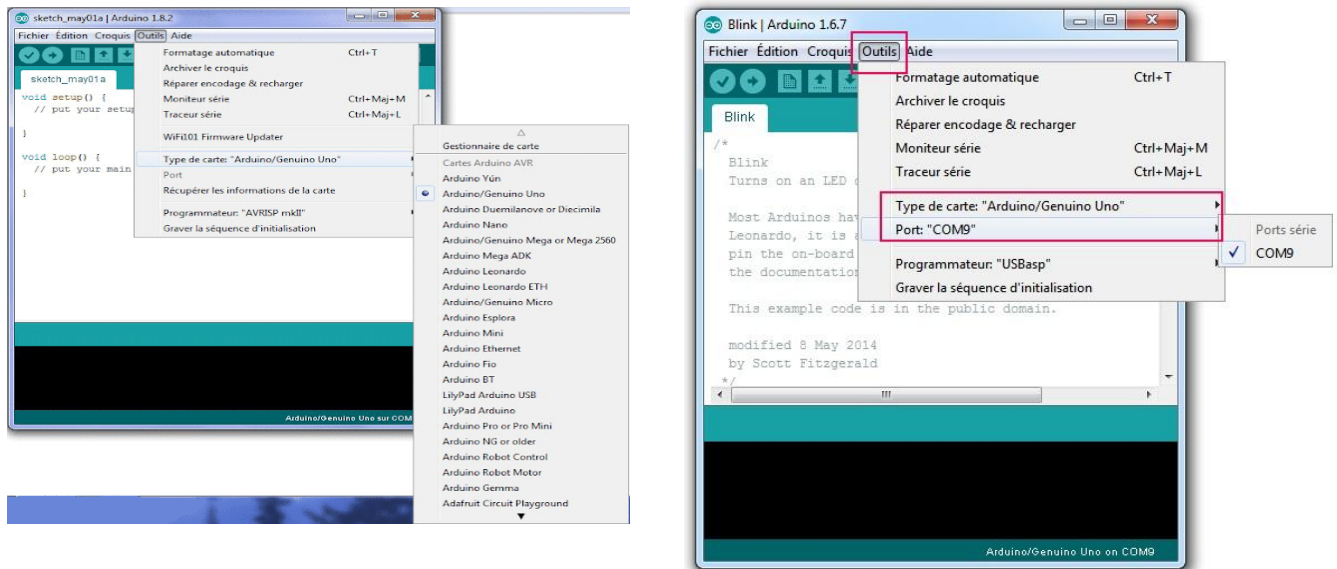 sketch_may01a | Arduino 1.8.2
Fichier Édition Croquis Outils Aide
sketch_may01a
void setup() {
// put your setup
}
void loop() {
// put your main
}
Formatage automatique Ctrl+T
Archiver le croquis
Réparer encodage & recharger
Moniteur série Ctrl+Maj+M
Traceur série Ctrl+Maj+L
WiFi101 Firmware Updater
Type de carte: "Arduino/Genuino Uno"
Port
Récupérer les informations de la carte
Programmateur: "AVRISP mkII"
Graver la séquence d'initialisation
Gestionnaire de carte
Cartes Arduino AVR
Arduino Yún
Arduino/Genuino Uno
Arduino Duemilanove or Diecimila
Arduino Nano
Arduino/Genuino Mega or Mega 2560
Arduino Mega ADK
Arduino Leonardo
Arduino Leonardo ETH
Arduino/Genuino Micro
Arduino Esplora
Arduino Mini
Arduino Ethernet
Arduino Fio
Arduino BT
LilyPad Arduino USB
LilyPad Arduino
Arduino Pro or Pro Mini
Arduino NG or older
Arduino Robot Control
Arduino Robot Motor
Arduino Gemma
Adafruit Circuit Playground
Arduino/Genuino Uno sur COM
Blink | Arduino 1.6.7
Fichier Édition Croquis Outils Aide
Blink
/*
Blink
Turns on an LED
Most Arduinos hav
Leonardo, it is a
pin the on-board
the documentation
This example code is in the public domain.
modified 8 May 2014
by Scott Fitzgerald
*/
Formatage automatique Ctrl+T
Archiver le croquis
Réparer encodage & recharger
Moniteur série Ctrl+Maj+M
Traceur série Ctrl+Maj+L
Type de carte: "Arduino/Genuino Uno"
Port: "COM9"
Programmateur: "USBasp"
Graver la séquence d'initialisation
Ports série
COM9
Arduino/Genuino Uno on COM9